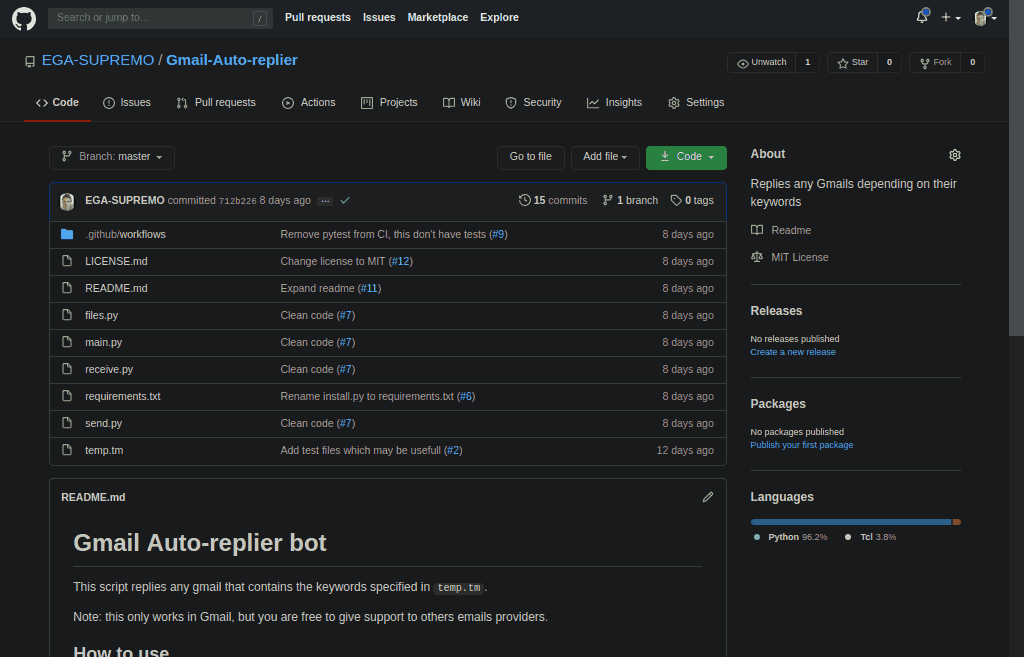 Search or jump to... / Pull requests Issues Marketplace Explore
EGA-SUPREMO / Gmail-Auto-replier Unwatch 1 Star 0 Fork 0
Code Issues Pull requests Actions Projects Wiki Security Insights Settings
Branch: master Go to file Add file Code
EGA-SUPREMO committed 712b226 8 days ago ... 15 commits 1 branch 0 tags
.github/workflows Remove pytest from CI, this don't have tests (#9) 8 days ago
LICENSE.md Change license to MIT (#12) 8 days ago
README.md Expand readme (#11) 8 days ago
files.py Clean code (#7) 8 days ago
main.py Clean code (#7) 8 days ago
receive.py Clean code (#7) 8 days ago
requirements.txt Rename install.py to requirements.txt (#6) 8 days ago
send.py Clean code (#7) 8 days ago
temp.tm Add test files which may be usefull (#2) 12 days ago
README.md
Gmail Auto-replier bot
This script replies any gmail that contains the keywords specified in temp.tm.
Note: this only works in Gmail, but you are free to give support to others emails providers.
How to use
About
Replies any Gmails depending on their
keywords
Readme
MIT License
Releases
No releases published
Create a new release
Packages
No packages published
Publish your first package
Languages
Python 96.2% Tcl 3.8%